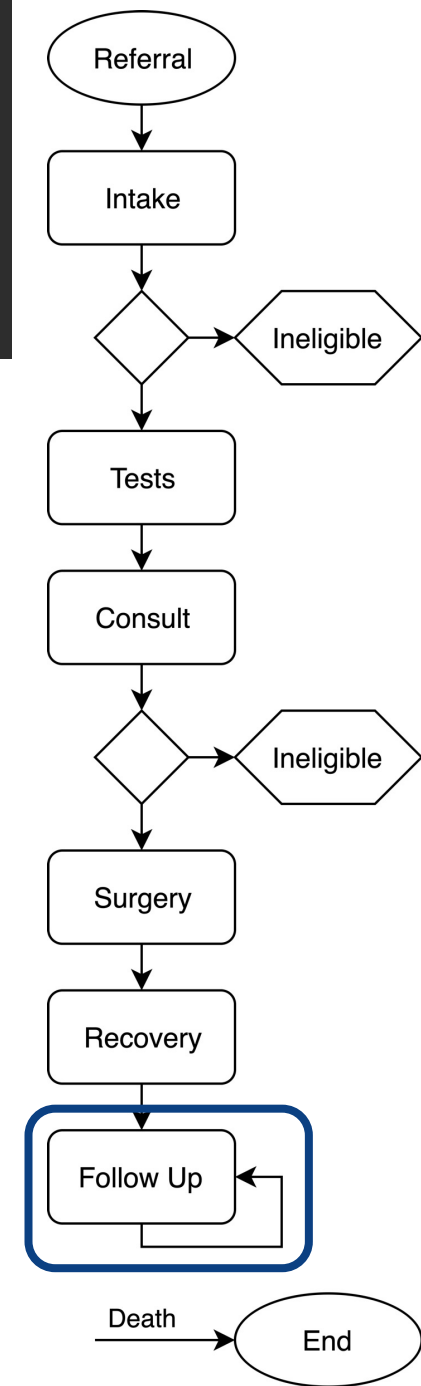 Referral
Intake
Ineligible
Tests
Consult
Ineligible
Surgery
Recovery
Follow Up
Death
End